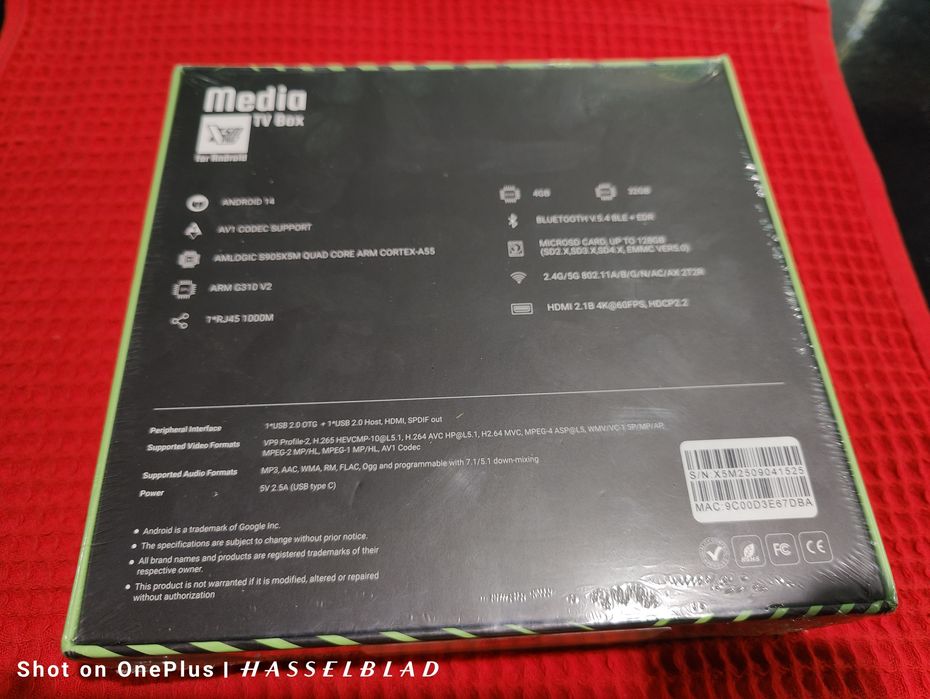 Media
TV Box
for Android
ANDROID 14
AV1 CODEC SUPPORT
AMLOGIC S905X5M QUAD CORE ARM CORTEX-A55
ARM G310 V2
1*RJ45 1000M
4GB
32GB
BLUETOOTH V.5.4 BLE + EDR
MICROSD CARD, UP TO 128GB
(SD2.X,SD3.X,SD4.X, EMMC VER5.0)
2.4G/5G 802.11A/B/G/N/AC/AX 2T2R
HDMI 2.1B 4K@60FPS, HDCP2.2
Peripheral Interface 1*USB 2.0 OTG + 1*USB 2.0 Host, HDMI, SPDIF out
Supported Video Formats VP9 Profile-2, H.265 HEVCMP-10@L5.1, H.264 AVC HP@L5.1, H2.64 MVC, MPEG-4 ASP@L5, WMV/VC-1 SP/MP/AP,
MPEG-2 MP/HL, MPEG-1 MP/HL, AV1 Codec
Supported Audio Formats MP3, AAC, WMA, RM, FLAC, Ogg and programmable with 7.1/5.1 down-mixing
Power 5V 2.5A (USB type C)
Android is a trademark of Google Inc.
The specifications are subject to change without prior notice.
All brand names and products are registered trademarks of their
respective owner.
This product is not warranted if it is modified, altered or repaired
without authorization
S/N:X5M2509041525
MAC:9C00D3E67DBA
FC CE
Shot on OnePlus | HASSELBLAD